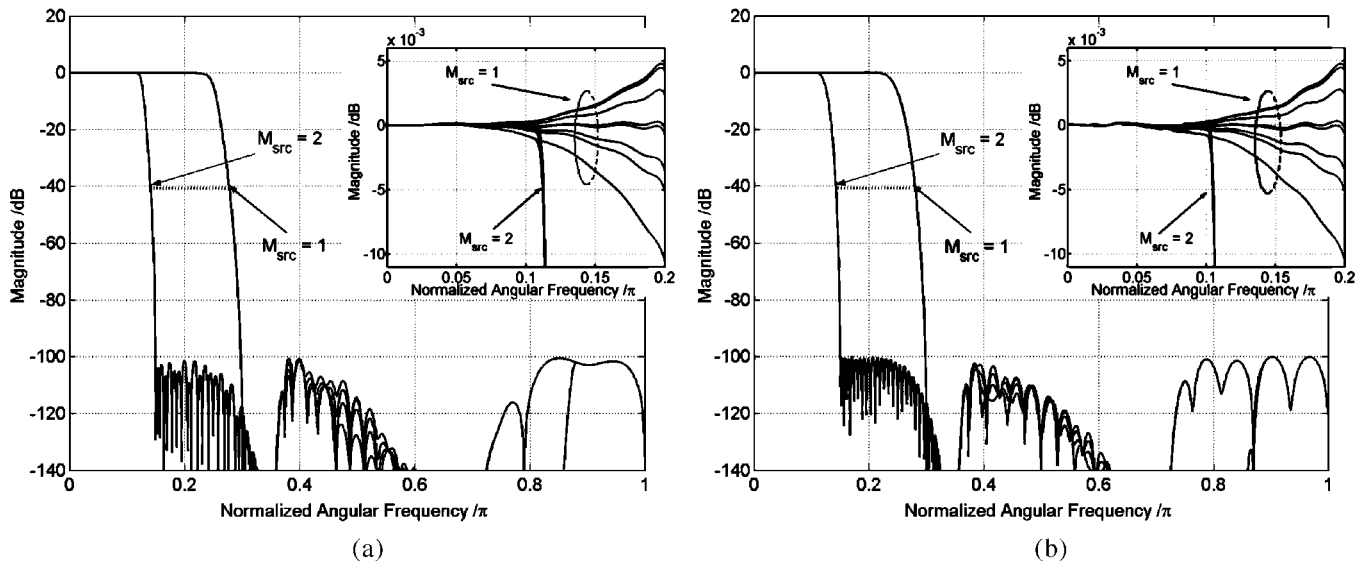 20
0
-20
-40
-60
-80
-100
-120
-140
Magnitude /dB
0
0.2
0.4
0.6
0.8
1
Normalized Angular Frequency /π
M_src = 2
M_src = 1
x 10^-3
5
0
-5
-10
Magnitude /dB
0
0.05
0.1
0.15
0.2
Normalized Angular Frequency /π
M_src = 1
M_src = 2
(a)
20
0
-20
-40
-60
-80
-100
-120
-140
Magnitude /dB
0
0.2
0.4
0.6
0.8
1
Normalized Angular Frequency /π
M_src = 2
M_src = 1
x 10^-3
5
0
-5
-10
Magnitude /dB
0
0.05
0.1
0.15
0.2
Normalized Angular Frequency /π
M_src = 1
M_src = 2
(b)